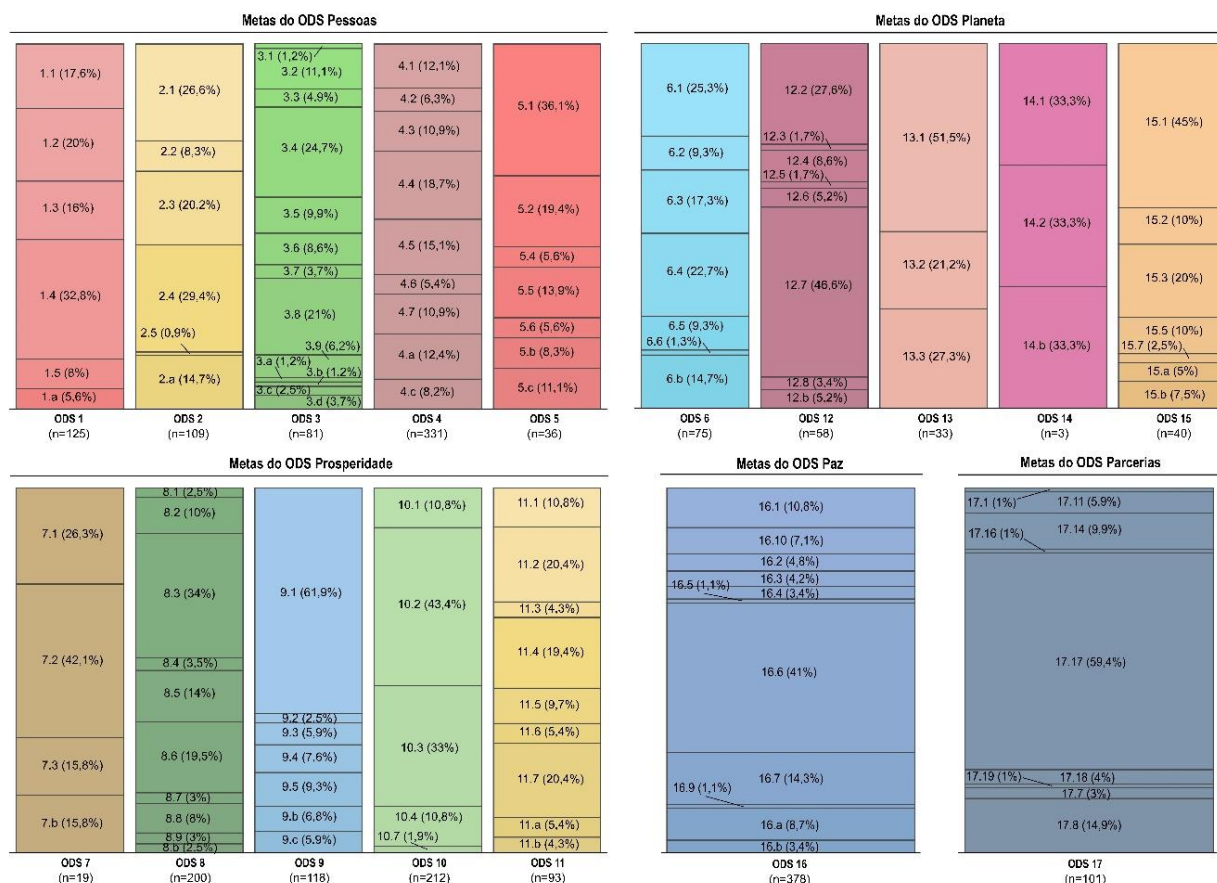 Metas do ODS Pessoas
1.1 (17,6%)
1.2 (20%)
1.3 (16%)
1.4 (32,8%)
1.5 (8%)
1.a (5,6%)
ODS 1
(n=125)
2.1 (26,6%)
2.2 (8,3%)
2.3 (20,2%)
2.4 (29,4%)
2.5 (0,9%)
2.a (14,7%)
ODS 2
(n=109)
3.1 (1,2%)
3.2 (11,1%)
3.3 (4,9%)
3.4 (24,7%)
3.5 (9,9%)
3.6 (8,6%)
3.7 (3,7%)
3.8 (21%)
3.9 (6,2%)
3.a (1,2%)
3.b (1,2%)
3.c (2,5%)
3.d (3,7%)
ODS 3
(n=81)
4.1 (12,1%)
4.2 (6,3%)
4.3 (10,9%)
4.4 (18,7%)
4.5 (15,1%)
4.6 (5,4%)
4.7 (10,9%)
4.a (12,4%)
4.c (8,2%)
ODS 4
(n=331)
5.1 (36,1%)
5.2 (19,4%)
5.4 (5,6%)
5.5 (13,9%)
5.6 (5,6%)
5.b (8,3%)
5.c (11,1%)
ODS 5
(n=36)
Metas do ODS Planeta
6.1 (25,3%)
6.2 (9,3%)
6.3 (17,3%)
6.4 (22,7%)
6.5 (9,3%)
6.6 (1,3%)
6.b (14,7%)
ODS 6
(n=75)
12.2 (27,6%)
12.3 (1,7%)
12.4 (8,6%)
12.5 (1,7%)
12.6 (5,2%)
12.7 (46,6%)
12.8 (3,4%)
12.b (5,2%)
ODS 12
(n=58)
13.1 (51,5%)
13.2 (21,2%)
13.3 (27,3%)
ODS 13
(n=33)
14.1 (33,3%)
14.2 (33,3%)
14.b (33,3%)
ODS 14
(n=3)
15.1 (45%)
15.2 (10%)
15.3 (20%)
15.5 (10%)
15.7 (2,5%)
15.a (5%)
15.b (7,5%)
ODS 15
(n=40)
Metas do ODS Prosperidade
7.1 (26,3%)
7.2 (42,1%)
7.3 (15,8%)
7.b (15,8%)
ODS 7
(n=19)
8.1 (2,5%)
8.2 (10%)
8.3 (34%)
8.4 (3,5%)
8.5 (14%)
8.6 (19,5%)
8.7 (3%)
8.8 (8%)
8.9 (3%)
8.b (2,5%)
ODS 8
(n=200)
9.1 (61,9%)
9.2 (2,5%)
9.3 (5,9%)
9.4 (7,6%)
9.5 (9,3%)
9.b (6,8%)
9.c (5,9%)
ODS 9
(n=118)
10.1 (10,8%)
10.2 (43,4%)
10.3 (33%)
10.4 (10,8%)
10.7 (1,9%)
ODS 10
(n=212)
11.1 (10,8%)
11.2 (20,4%)
11.3 (4,3%)
11.4 (19,4%)
11.5 (9,7%)
11.6 (5,4%)
11.7 (20,4%)
11.a (5,4%)
11.b (4,3%)
ODS 11
(n=93)
Metas do ODS Paz
16.1 (10,8%)
16.10 (7,1%)
16.2 (4,8%)
16.3 (4,2%)
16.4 (3,4%)
16.5 (1,1%)
16.6 (41%)
16.7 (14,3%)
16.9 (1,1%)
16.a (8,7%)
16.b (3,4%)
ODS 16
(n=378)
Metas do ODS Parcerias
17.1 (1%)
17.11 (5,9%)
17.14 (9,9%)
17.16 (1%)
17.17 (59,4%)
17.18 (4%)
17.19 (1%)
17.7 (3%)
17.8 (14,9%)
ODS 17
(n=101)